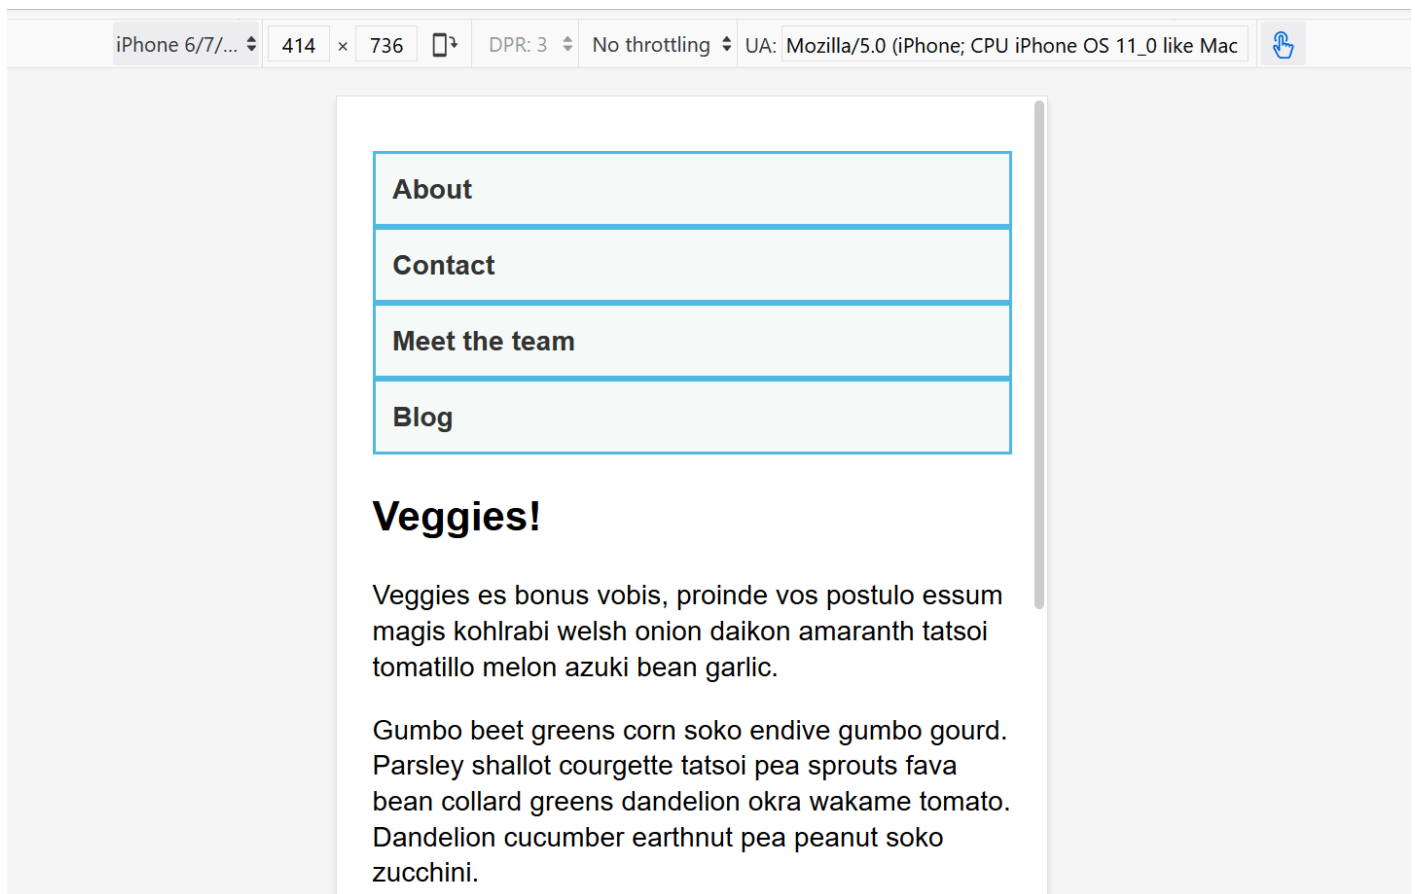 iPhone 6/7/... 414 × 736 DPR: 3 No throttling UA: Mozilla/5.0 (iPhone; CPU iPhone OS 11_0 like Mac
About
Contact
Meet the team
Blog
Veggies!
Veggies es bonus vobis, proinde vos postulo essum
magis kohlrabi welsh onion daikon amaranth tatsoi
tomatillo melon azuki bean garlic.
Gumbo beet greens corn soko endive gumbo gourd.
Parsley shallot courgette tatsoi pea sprouts fava
bean collard greens dandelion okra wakame tomato.
Dandelion cucumber earthnut pea peanut soko
zucchini.